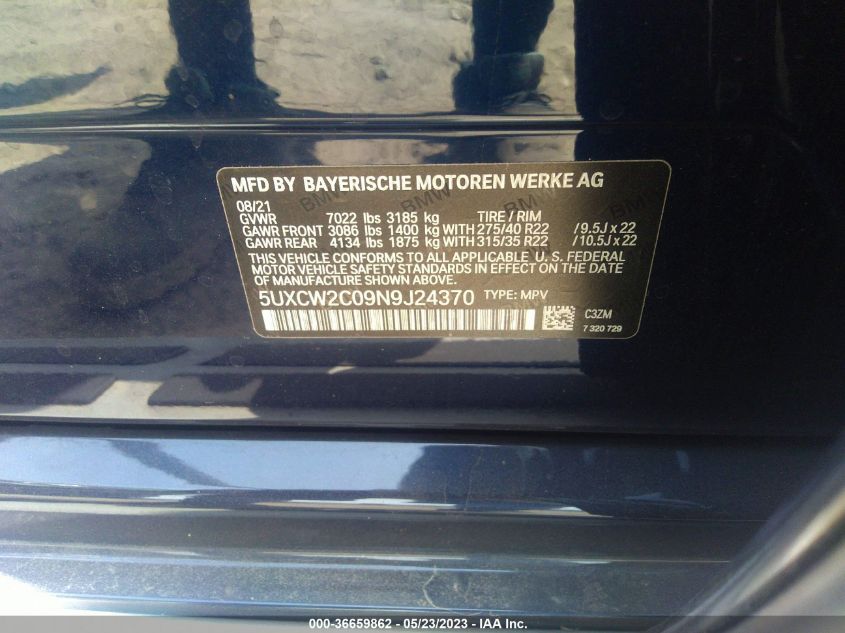 MFD BY BAYERISCHE MOTOREN WERKE AG
08/21
GVWR 7022 lbs 3185 kg TIRE / RIM
GAWR FRONT 3086 lbs 1400 kg WITH 275/40 R22 / 9.5J x 22
GAWR REAR 4134 lbs 1875 kg WITH 315/35 R22 / 10.5J x 22
THIS VEHICLE CONFORMS TO ALL APPLICABLE U. S. FEDERAL
MOTOR VEHICLE SAFETY STANDARDS IN EFFECT ON THE DATE
OF MANUFACTURE SHOWN ABOVE.
5UXCW2C09N9J24370 TYPE: MPV
C3ZM
7 320 729
000-36659862 / 05/23/2023 / IAA Inc.